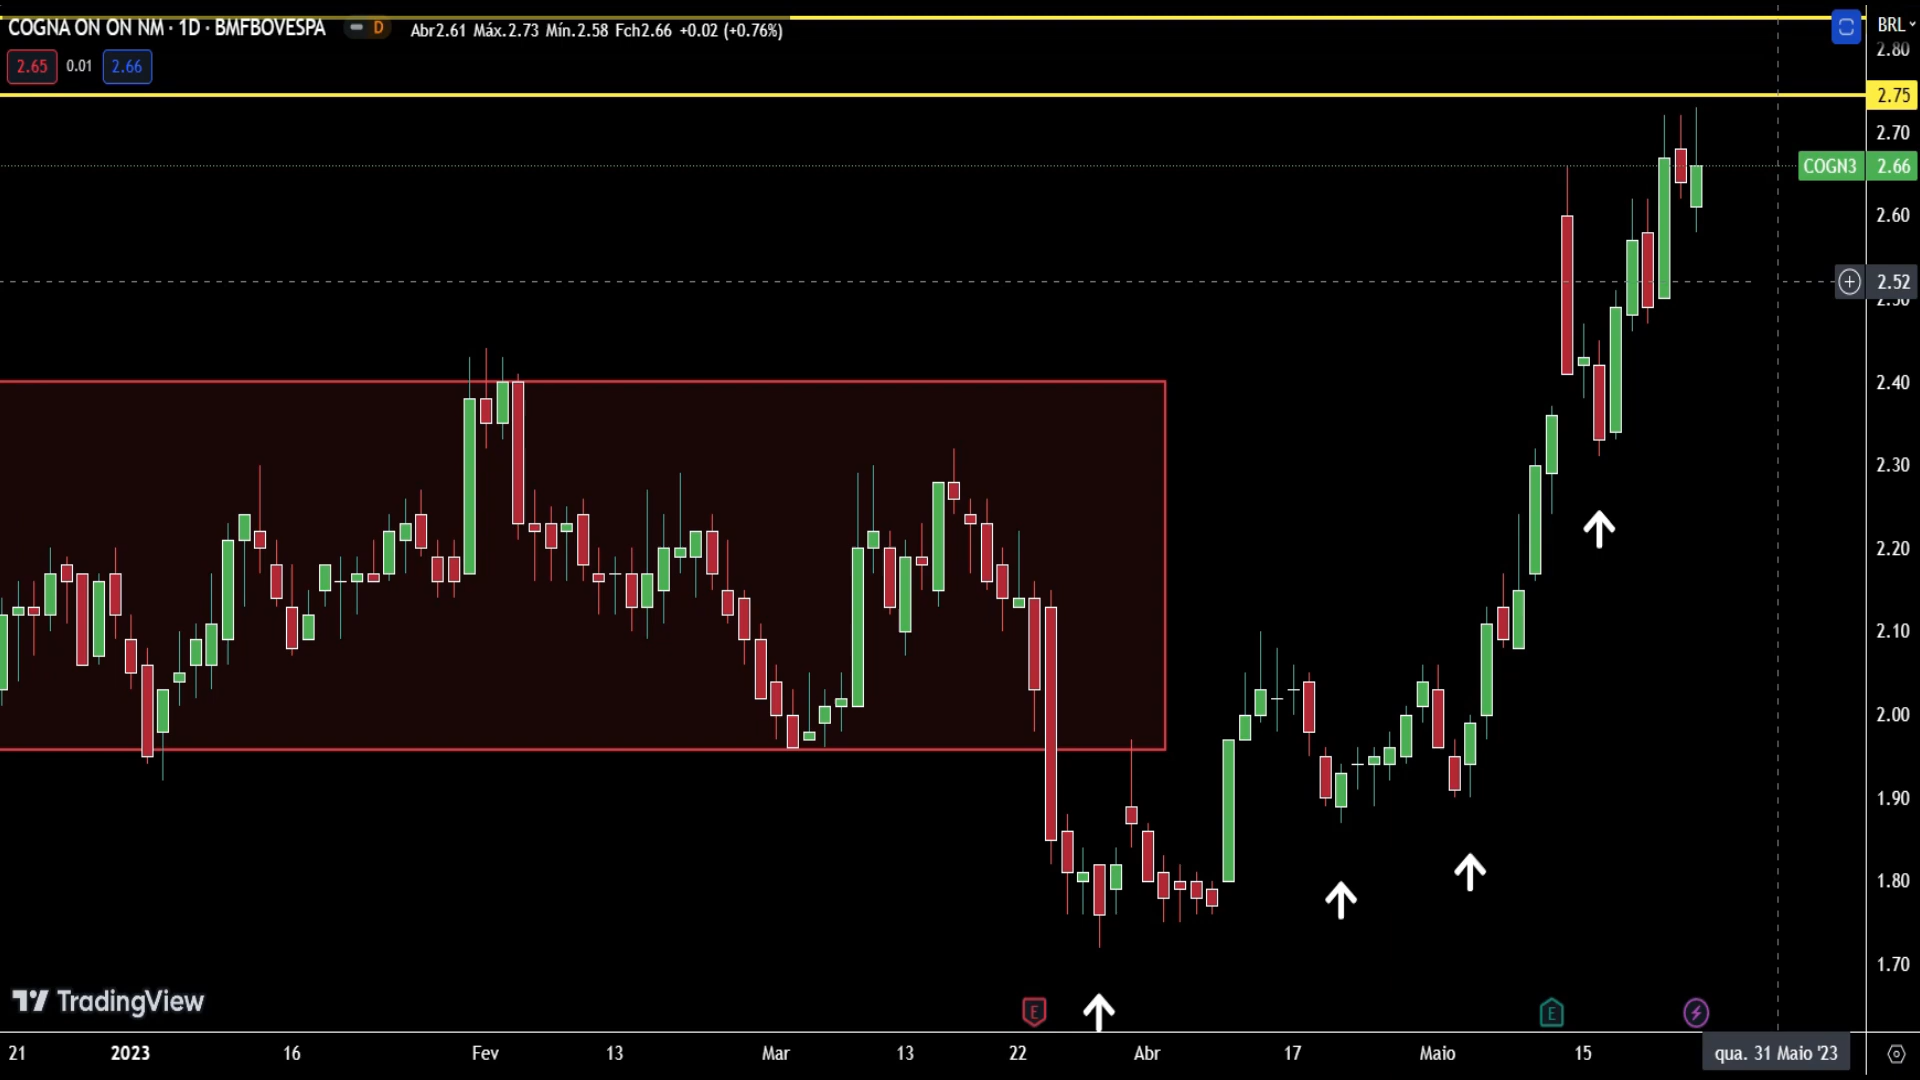 COGNA ON ON NM · 1D · BMFBOVESPA D Abr2.61 Máx.2.73 Mín.2.58 Fch2.66 +0.02 (+0.76%) BRL
2.65 0.01 2.66
2.80
2.75
2.70
COGN3 2.66
2.60
2.52
2.50
2.40
2.30
2.20
2.10
2.00
1.90
1.80
1.70
TradingView
E E
21 2023 16 Fev 13 Mar 13 22 Abr 17 Maio 15 qua. 31 Maio '23